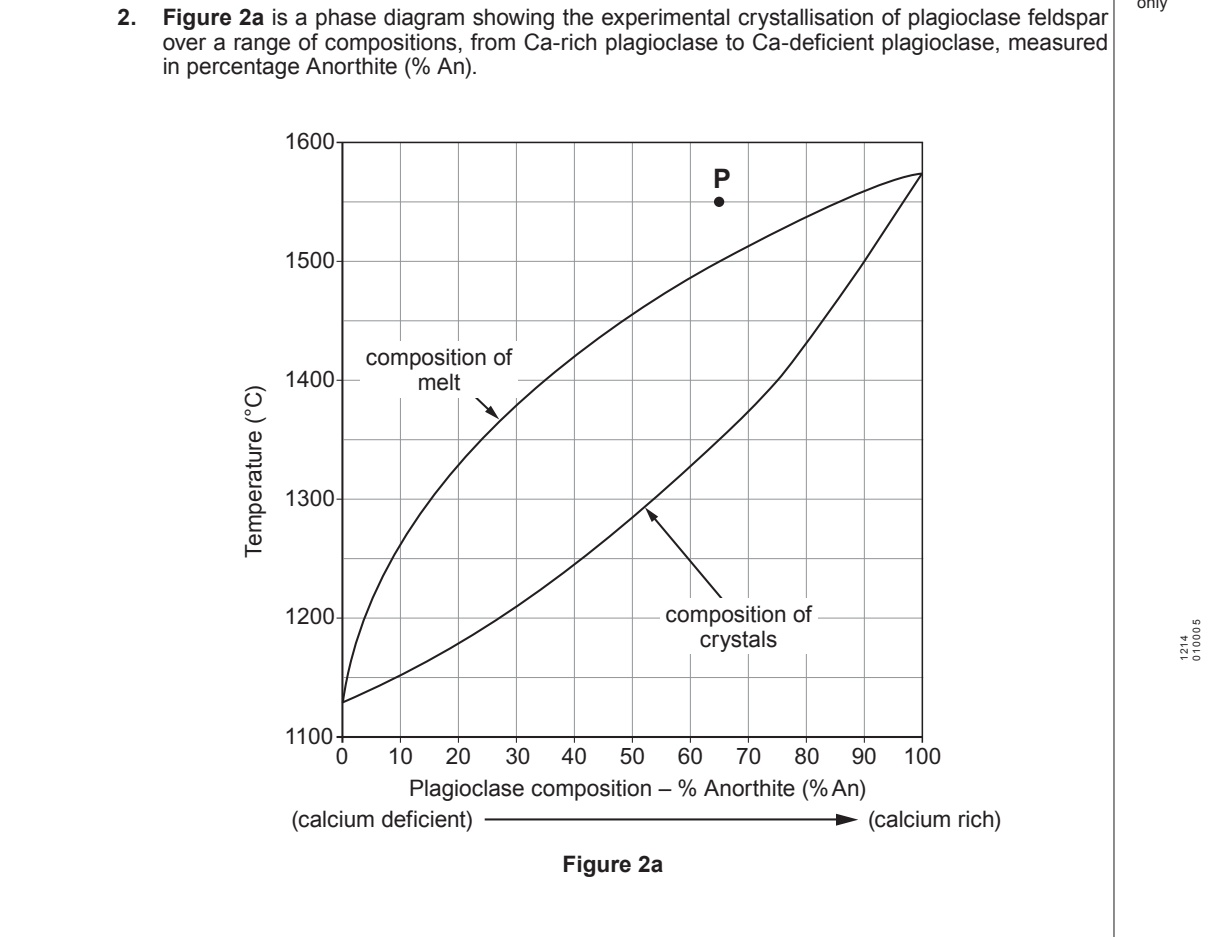 only
2. Figure 2a is a phase diagram showing the experimental crystallisation of plagioclase feldspar
over a range of compositions, from Ca-rich plagioclase to Ca-deficient plagioclase, measured
in percentage Anorthite (% An).
1600
P
1500
composition of
melt
1400
Temperature (°C)
1300
composition of
crystals
1200
1100
0 10 20 30 40 50 60 70 80 90 100
Plagioclase composition – % Anorthite (% An)
(calcium deficient) (calcium rich)
Figure 2a
1214
010005